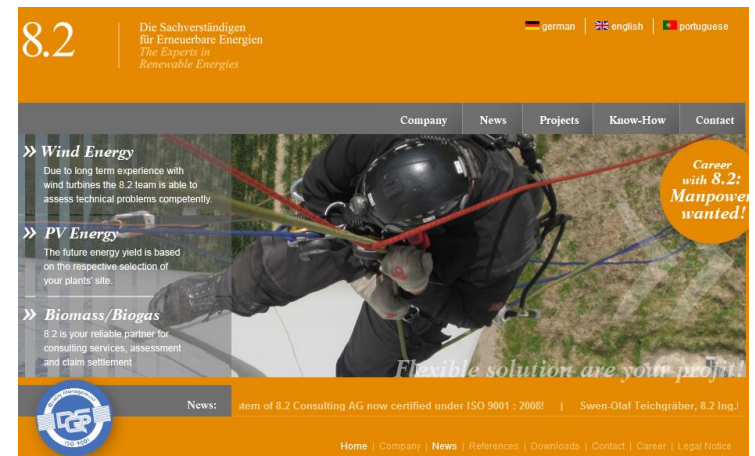 8.2
Die Sachverständigen
für Erneuerbare Energien
The Experts in
Renewable Energies
german | english | portuguese
Company
News
Projects
Know-How
Contact
» Wind Energy
Due to long term experience with
wind turbines the 8.2 team is able to
assess technical problems competently.
» PV Energy
The future energy yield is based
on the respective selection of
your plants' site.
» Biomass/Biogas
8.2 is your reliable partner for
consulting services, assessment
and claim settlement
Career
with 8.2:
Manpower
wanted!
Flexible solution are your profit!
Quality Management
DQS
ISO 9001
News:
stem of 8.2 Consulting AG now certified under ISO 9001 : 2008! | Swen-Olaf Teichgräber, 8.2 Ing.
Home | Company | News | References | Downloads | Contact | Career | Legal Notice